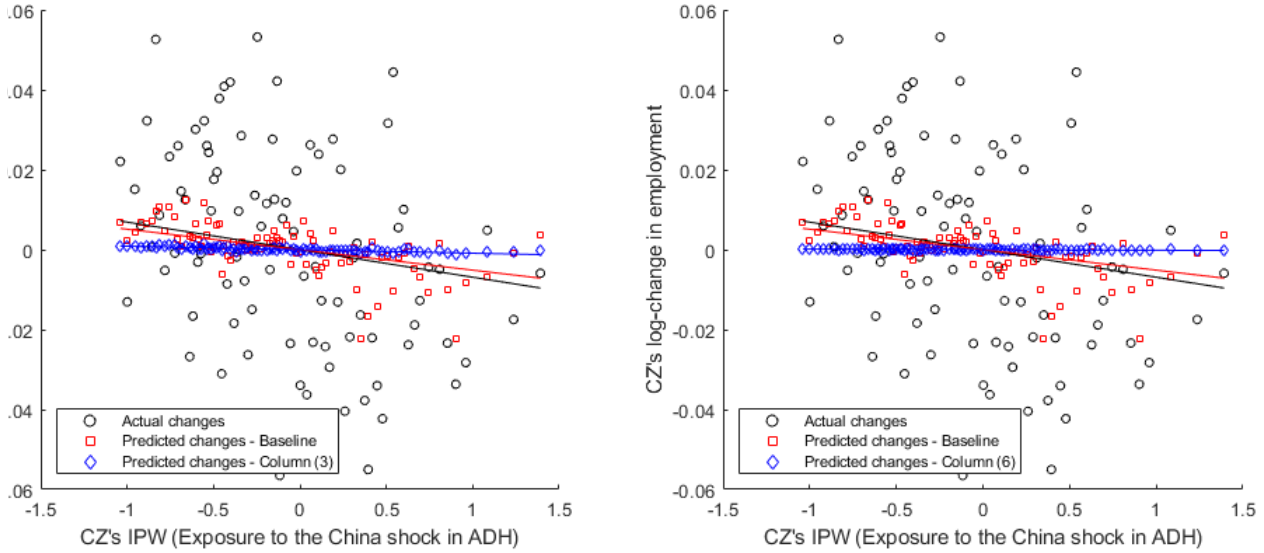 0.06
.04
.02
0
.02
.04
.06
-1.5 -1 -0.5 0 0.5 1 1.5
CZ's IPW (Exposure to the China shock in ADH)
Actual changes
Predicted changes - Baseline
Predicted changes - Column (3)
CZ's log-change in employment
0.06
0.04
0.02
0
-0.02
-0.04
-0.06
-1.5 -1 -0.5 0 0.5 1 1.5
CZ's IPW (Exposure to the China shock in ADH)
Actual changes
Predicted changes - Baseline
Predicted changes - Column (6)